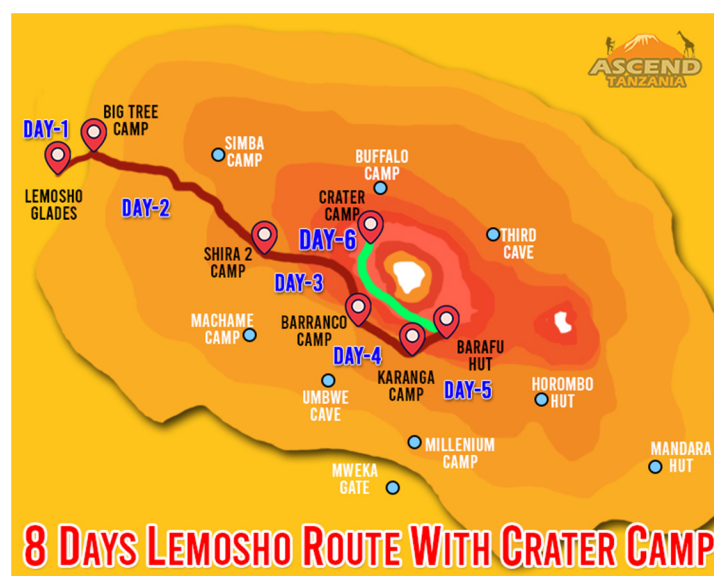 ASCEND
TANZANIA
BIG TREE
CAMP
DAY-1
LEMOSHO
GLADES
DAY-2
SIMBA
CAMP
BUFFALO
CAMP
CRATER
CAMP
DAY-6
THIRD
CAVE
SHIRA 2
CAMP
DAY-3
MACHAME
CAMP
BARRANCO
CAMP
DAY-4
BARAFU
HUT
KARANGA
CAMP
DAY-5
UMBWE
CAVE
HOROMBO
HUT
MILLENIUM
CAMP
MANDARA
HUT
MWEKA
GATE
8 DAYS LEMOSHO ROUTE WITH CRATER CAMP